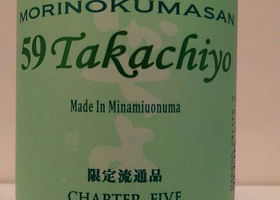 MORINOKUMASAN
59 Takachiyo
Made In Minamiuonuma
限定流通品
CHAPTER FIVE